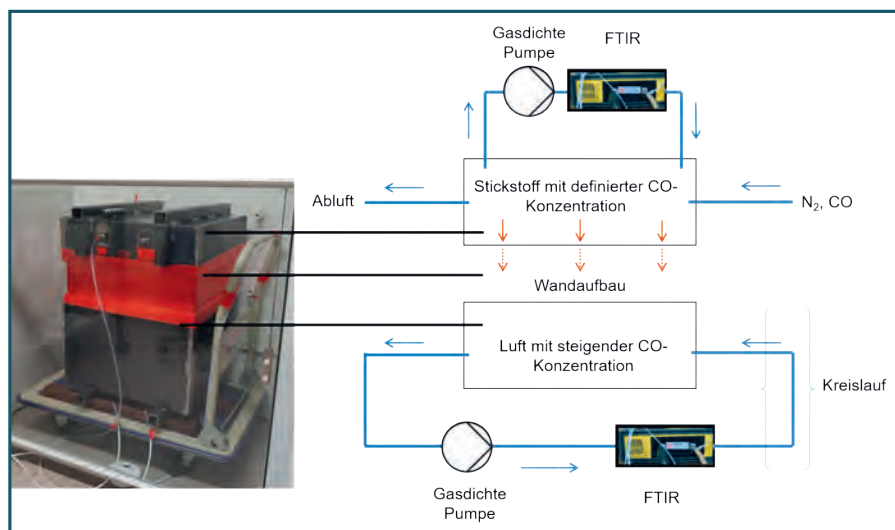 Gasdichte
Pumpe
FTIR
Abluft
Stickstoff mit definierter CO-
Konzentration
N₂, CO
Wandaufbau
Luft mit steigender CO-
Konzentration
Kreislauf
Gasdichte
Pumpe
FTIR